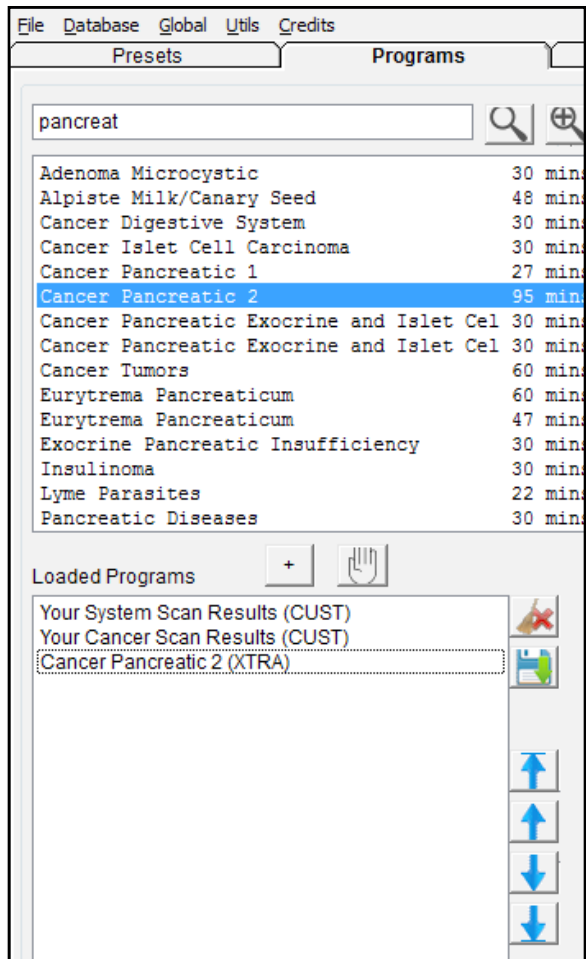 File Database Global Utils Credits
Presets Programs
pancreat
Adenoma Microcystic 30 mins
Alpiste Milk/Canary Seed 48 mins
Cancer Digestive System 30 mins
Cancer Islet Cell Carcinoma 30 mins
Cancer Pancreatic 1 27 mins
Cancer Pancreatic 2 95 mins
Cancer Pancreatic Exocrine and Islet Cel 30 mins
Cancer Pancreatic Exocrine and Islet Cel 30 mins
Cancer Tumors 60 mins
Eurytrema Pancreaticum 60 mins
Eurytrema Pancreaticum 47 mins
Exocrine Pancreatic Insufficiency 30 mins
Insulinoma 30 mins
Lyme Parasites 22 mins
Pancreatic Diseases 30 mins
+
Loaded Programs
Your System Scan Results (CUST)
Your Cancer Scan Results (CUST)
Cancer Pancreatic 2 (XTRA)